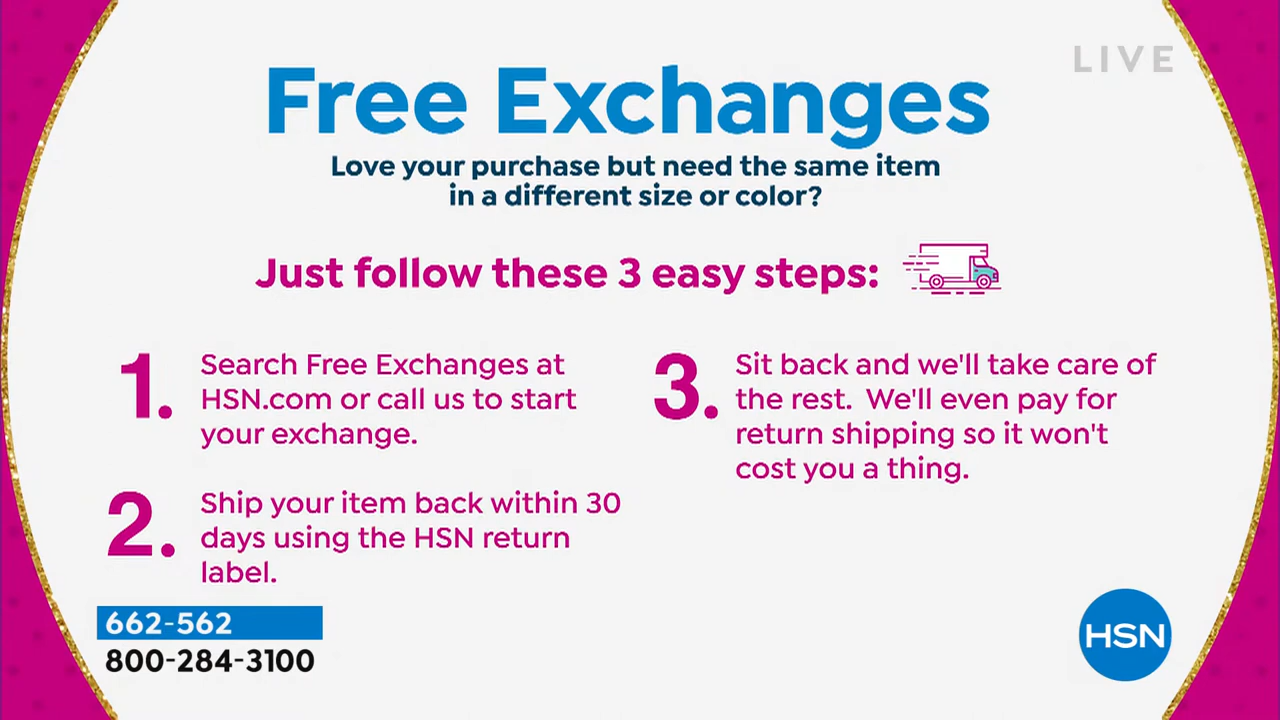 LIVE
Free Exchanges
Love your purchase but need the same item
in a different size or color?
Just follow these 3 easy steps:
1. Search Free Exchanges at
HSN.com or call us to start
your exchange.
2. Ship your item back within 30
days using the HSN return
label.
3. Sit back and we'll take care of
the rest. We'll even pay for
return shipping so it won't
cost you a thing.
662-562
800-284-3100
HSN